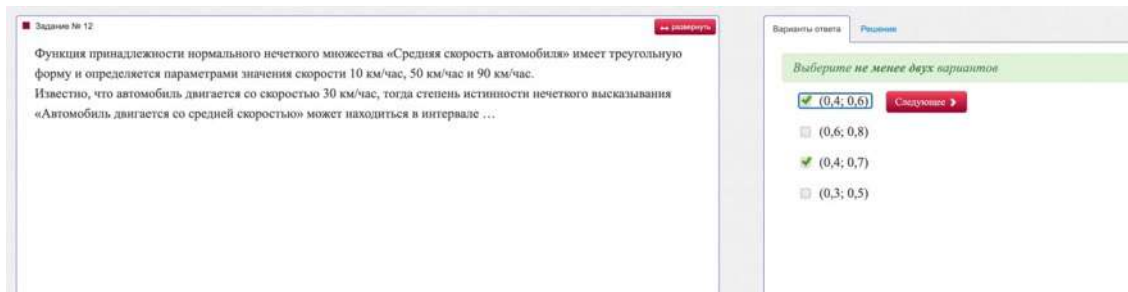 Задание № 12
развернуть
Функция принадлежности нормального нечеткого множества «Средняя скорость автомобиля» имеет треугольную
форму и определяется параметрами значения скорости 10 км/час, 50 км/час и 90 км/час.
Известно, что автомобиль двигается со скоростью 30 км/час, тогда степень истинности нечеткого высказывания
«Автомобиль двигается со средней скоростью» может находиться в интервале …
Варианты ответа
Решение
Выберите не менее двух вариантов
(0,4; 0,6)
Следующее
(0,6; 0,8)
(0,4; 0,7)
(0,3; 0,5)